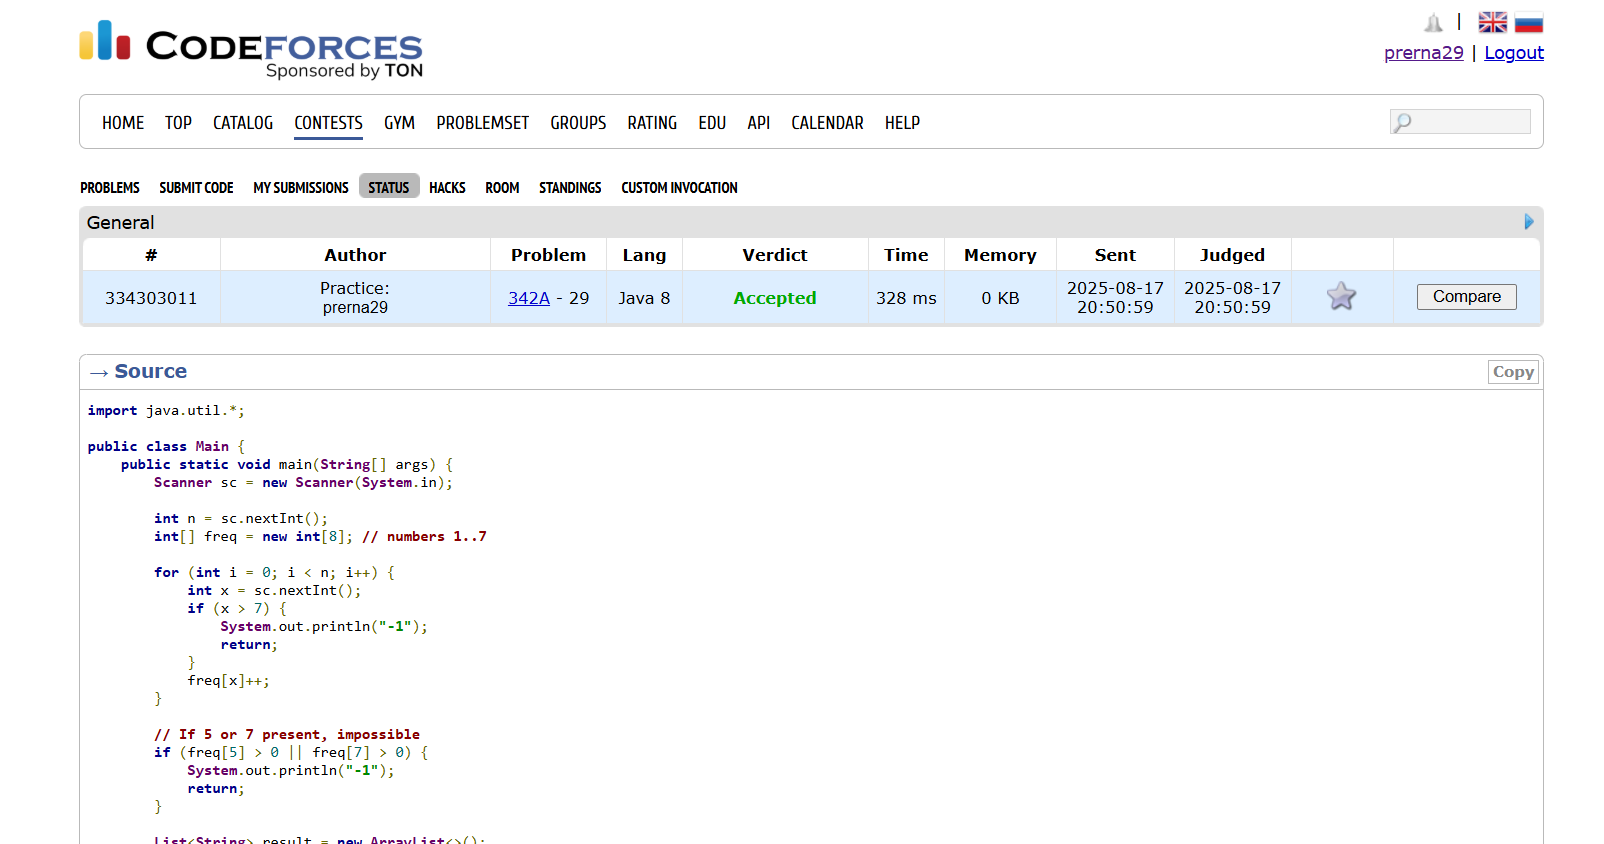 CODEFORCES
Sponsored by TON
|
prerna29 | Logout
HOME TOP CATALOG CONTESTS GYM PROBLEMSET GROUPS RATING EDU API CALENDAR HELP
PROBLEMS SUBMIT CODE MY SUBMISSIONS STATUS HACKS ROOM STANDINGS CUSTOM INVOCATION
General
# Author Problem Lang Verdict Time Memory Sent Judged
334303011 Practice: prerna29 342A - 29 Java 8 Accepted 328 ms 0 KB 2025-08-17 20:50:59 2025-08-17 20:50:59 Compare
→ Source Copy
import java.util.*;
public class Main {
    public static void main(String[] args) {
        Scanner sc = new Scanner(System.in);
        int n = sc.nextInt();
        int[] freq = new int[8]; // numbers 1..7
        for (int i = 0; i < n; i++) {
            int x = sc.nextInt();
            if (x > 7) {
                System.out.println("-1");
                return;
            }
            freq[x]++;
        }
        // If 5 or 7 present, impossible
        if (freq[5] > 0 || freq[7] > 0) {
            System.out.println("-1");
            return;
        }
        List<String> result = new ArrayList<>();